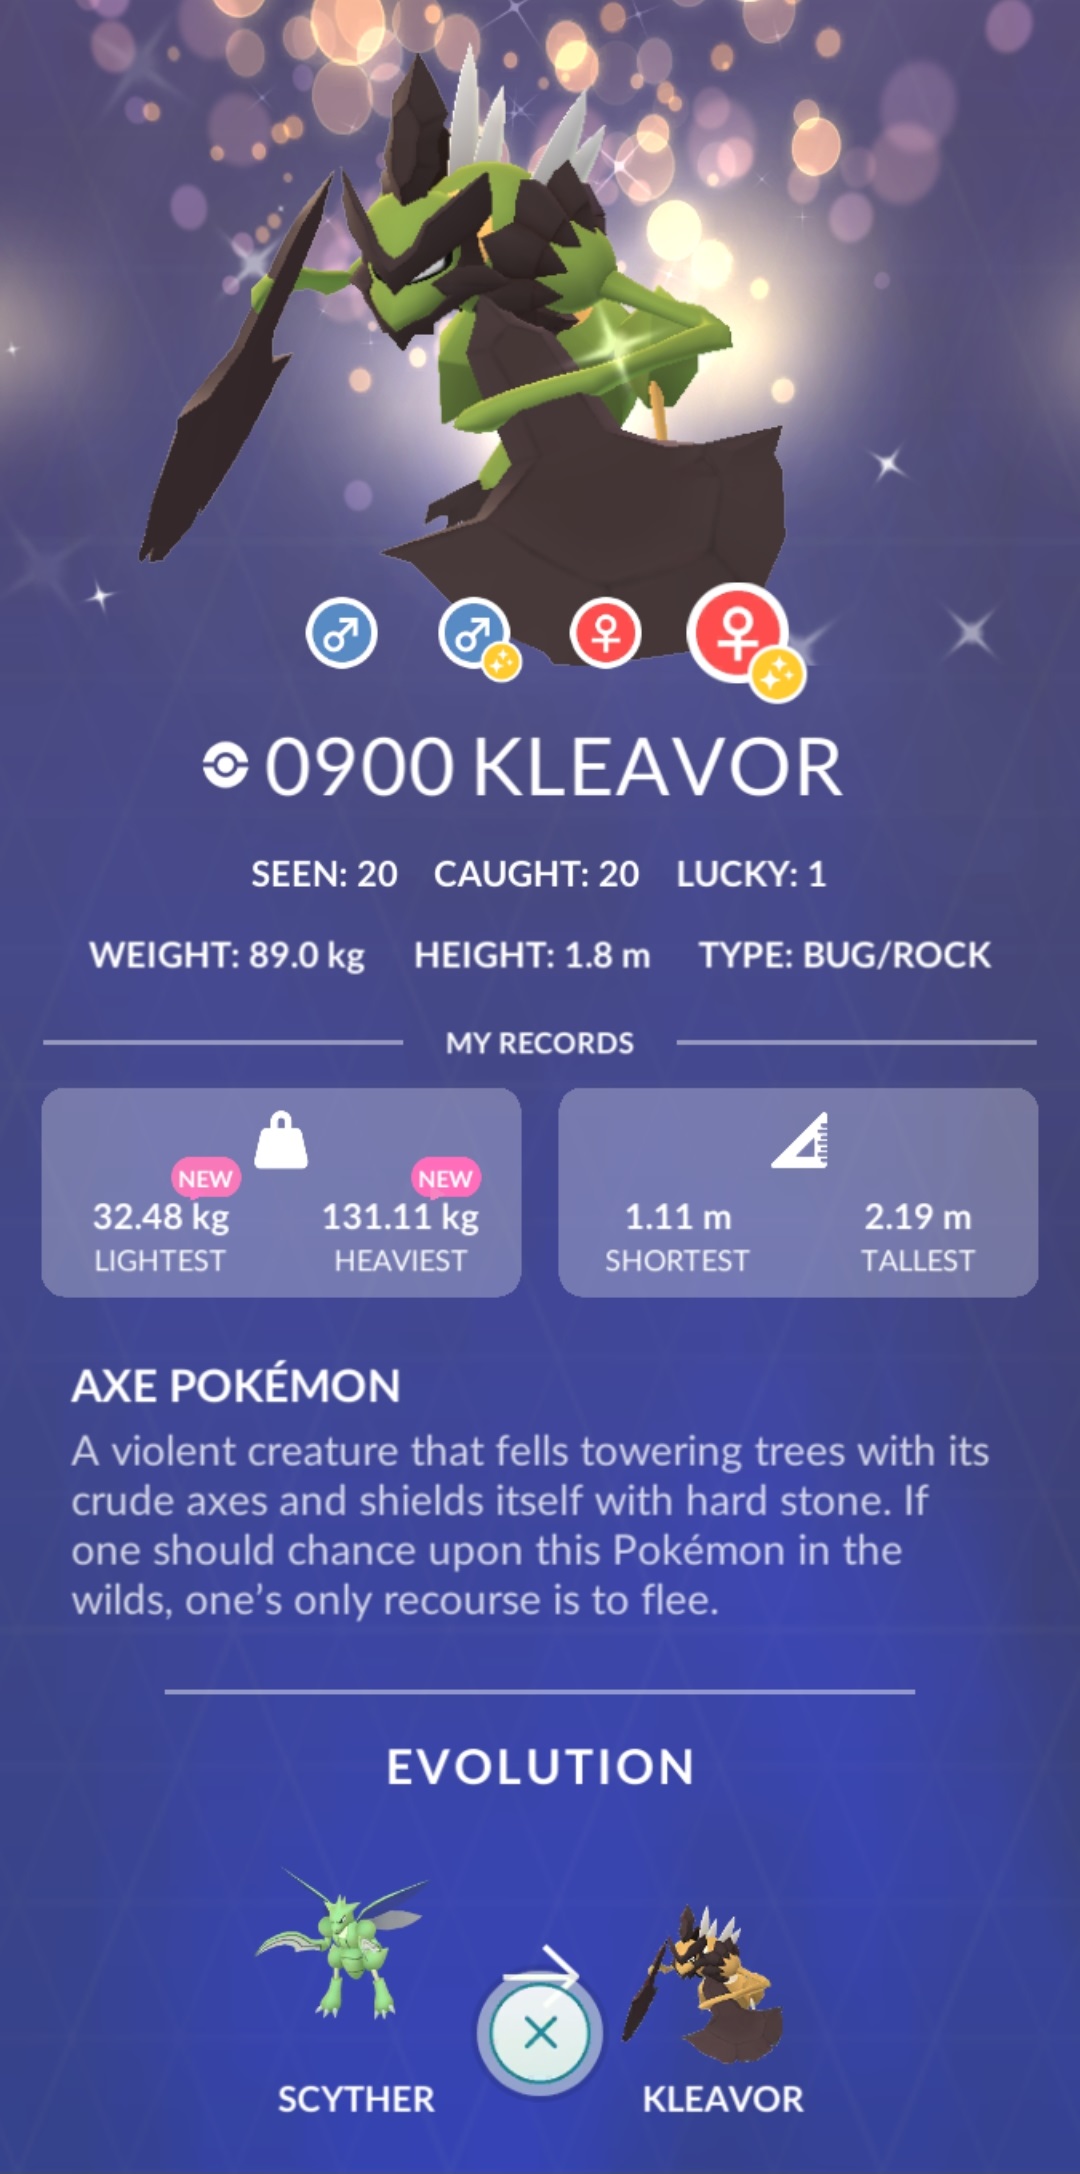 0900 KLEAVOR
SEEN: 20 CAUGHT: 20 LUCKY: 1
WEIGHT: 89.0 kg HEIGHT: 1.8 m TYPE: BUG/ROCK
MY RECORDS
NEW NEW
32.48 kg 131.11 kg 1.11 m 2.19 m
LIGHTEST HEAVIEST SHORTEST TALLEST
AXE POKÉMON
A violent creature that fells towering trees with its
crude axes and shields itself with hard stone. If
one should chance upon this Pokémon in the
wilds, one’s only recourse is to flee.
EVOLUTION
SCYTHER KLEAVOR